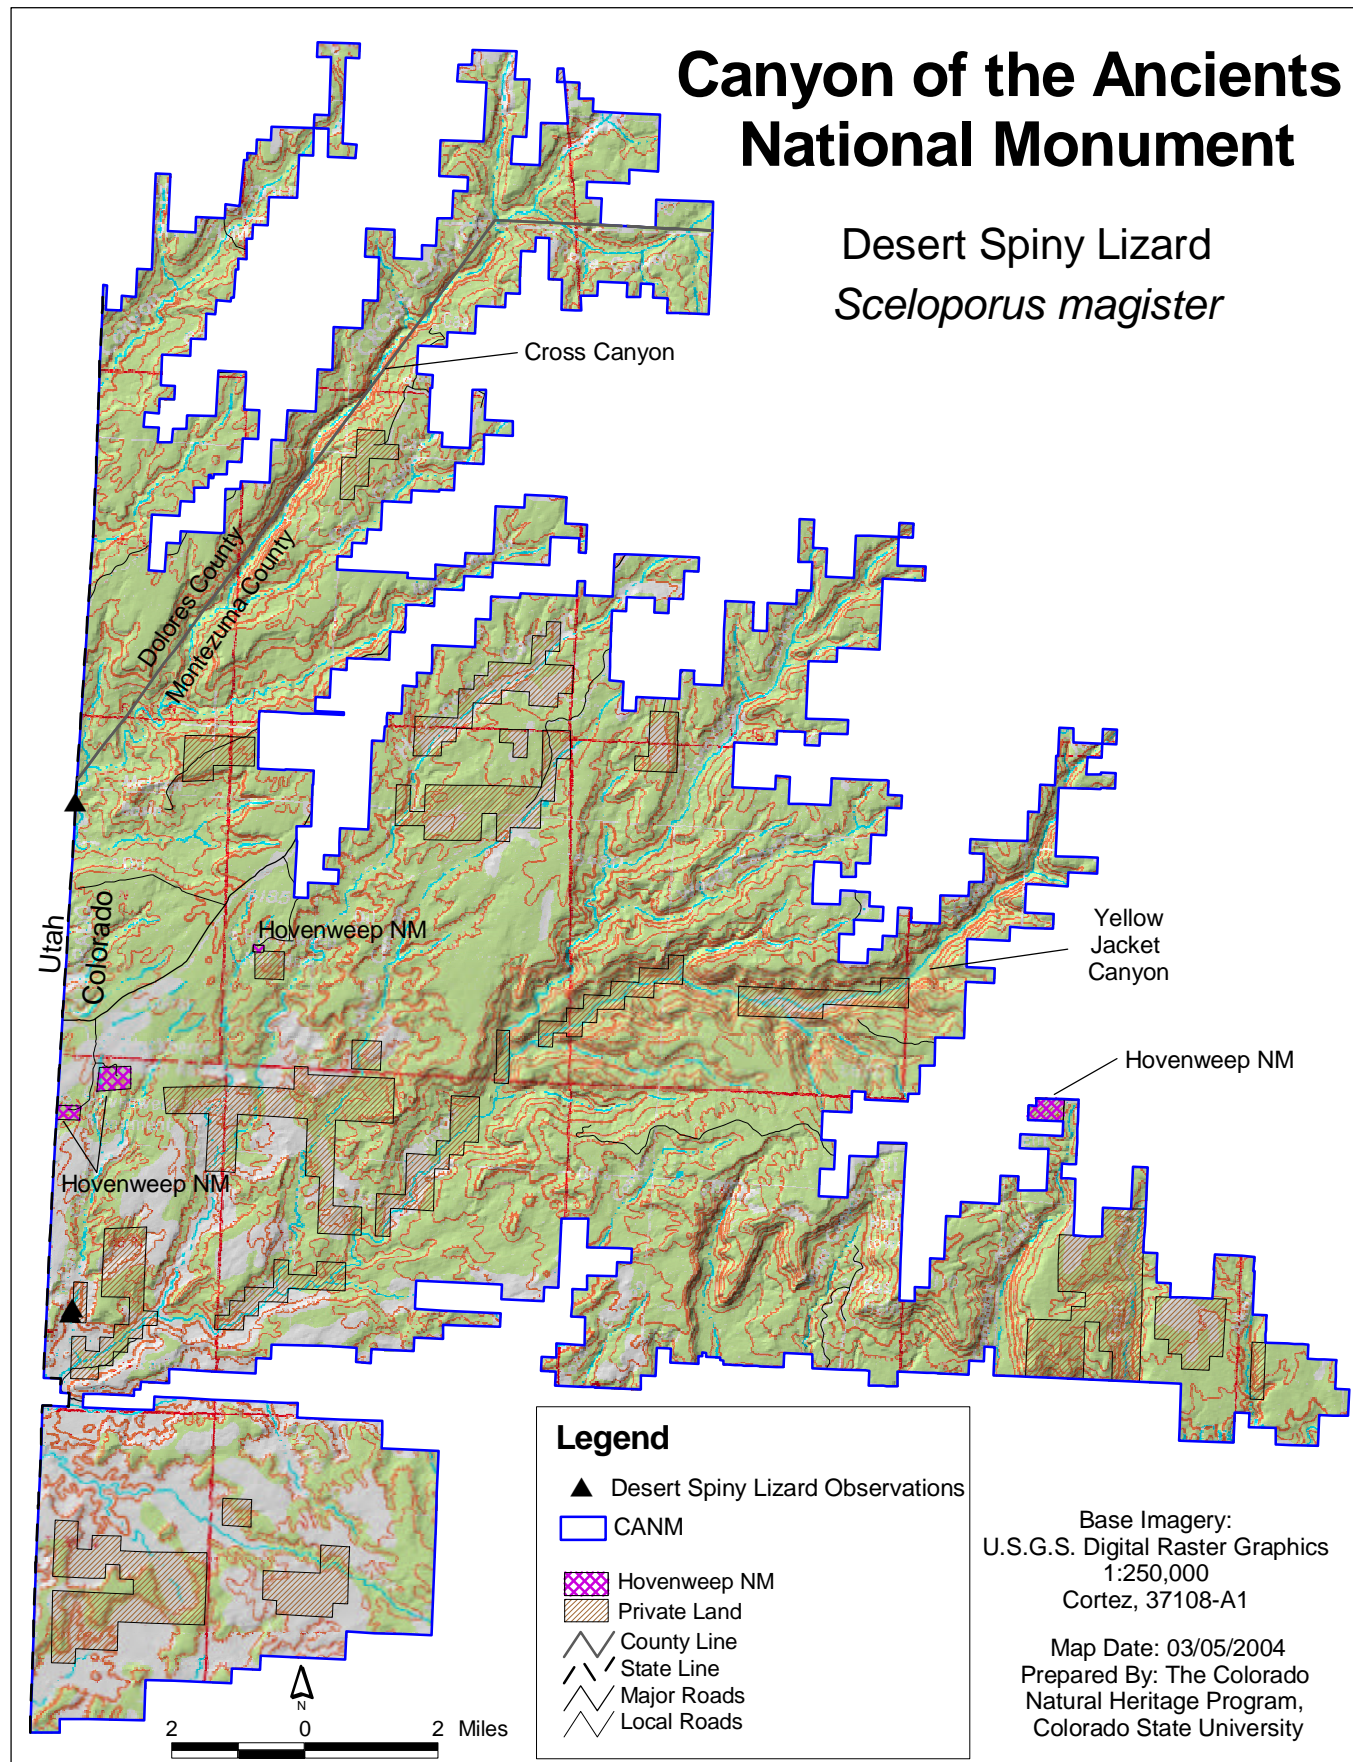 Canyon of the Ancients
National Monument
Desert Spiny Lizard
Sceloporus magister
Cross Canyon
Dolores County
Montezuma County
Utah
Colorado
Hovenweep NM
Yellow
Jacket
Canyon
Hovenweep NM
Hovenweep NM
Legend
Desert Spiny Lizard Observations
CANM
Hovenweep NM
Private Land
County Line
State Line
Major Roads
Local Roads
N
2 0 2 Miles
Base Imagery:
U.S.G.S. Digital Raster Graphics
1:250,000
Cortez, 37108-A1
Map Date: 03/05/2004
Prepared By: The Colorado
Natural Heritage Program,
Colorado State University